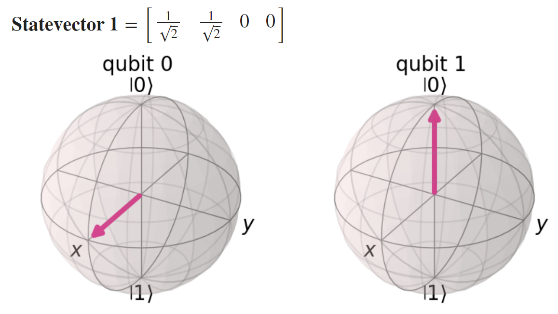 Statevector 1 = [ 1/√2 1/√2 0 0 ]
qubit 0 qubit 1
|0⟩ |0⟩
y y
x x
|1⟩ |1⟩